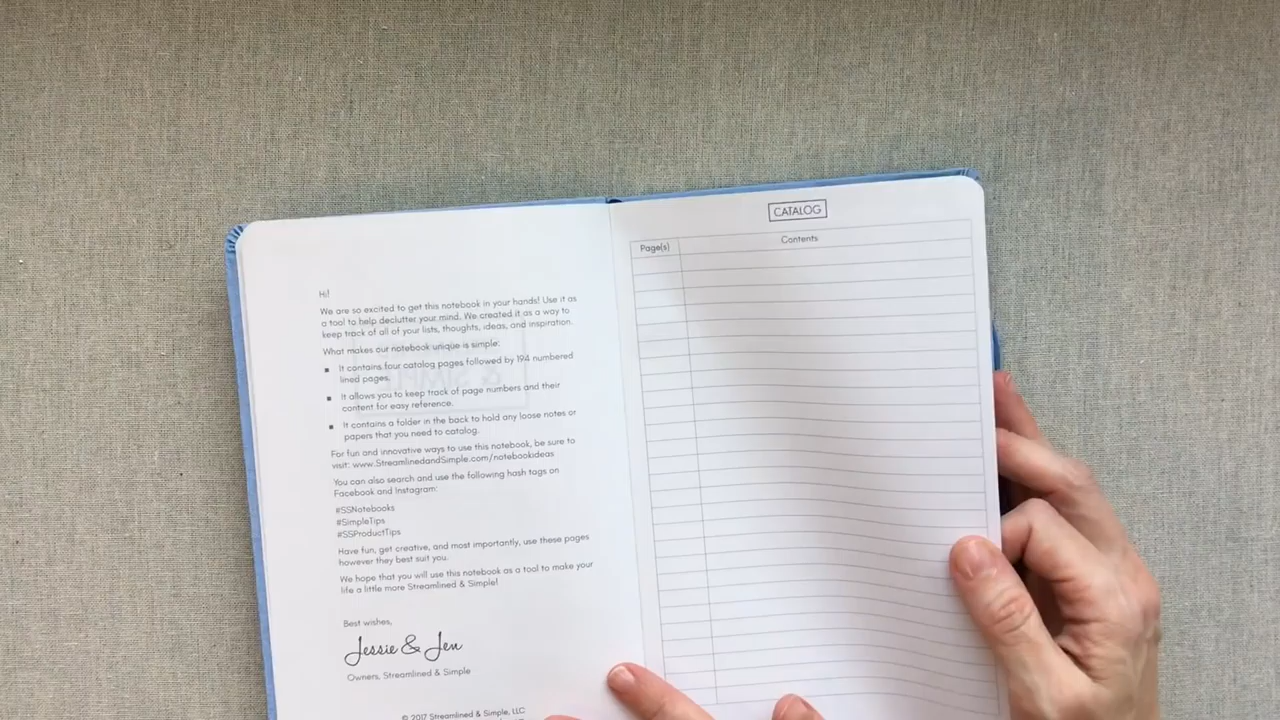 Hi!
We are so excited to get this notebook in your hands! Use it as
a tool to help declutter your mind. We created it as a way to
keep track of all of your lists, thoughts, ideas, and inspiration.
What makes our notebook unique is simple:
▪ It contains four catalog pages followed by 194 numbered
lined pages.
▪ It allows you to keep track of page numbers and their
content for easy reference.
▪ It contains a folder in the back to hold any loose notes or
papers that you need to catalog.
For fun and innovative ways to use this notebook, be sure to
visit: www.StreamlinedandSimple.com/notebookideas
You can also search and use the following hash tags on
Facebook and Instagram:
#SSNotebooks
#SimpleTips
#SSProductTips
Have fun, get creative, and most importantly, use these pages
however they best suit you.
We hope that you will use this notebook as a tool to make your
life a little more Streamlined & Simple!
Best wishes,
Jessie & Jen
Owners, Streamlined & Simple
© 2017 Streamlined & Simple, LLC
CATALOG
Page(s) Contents